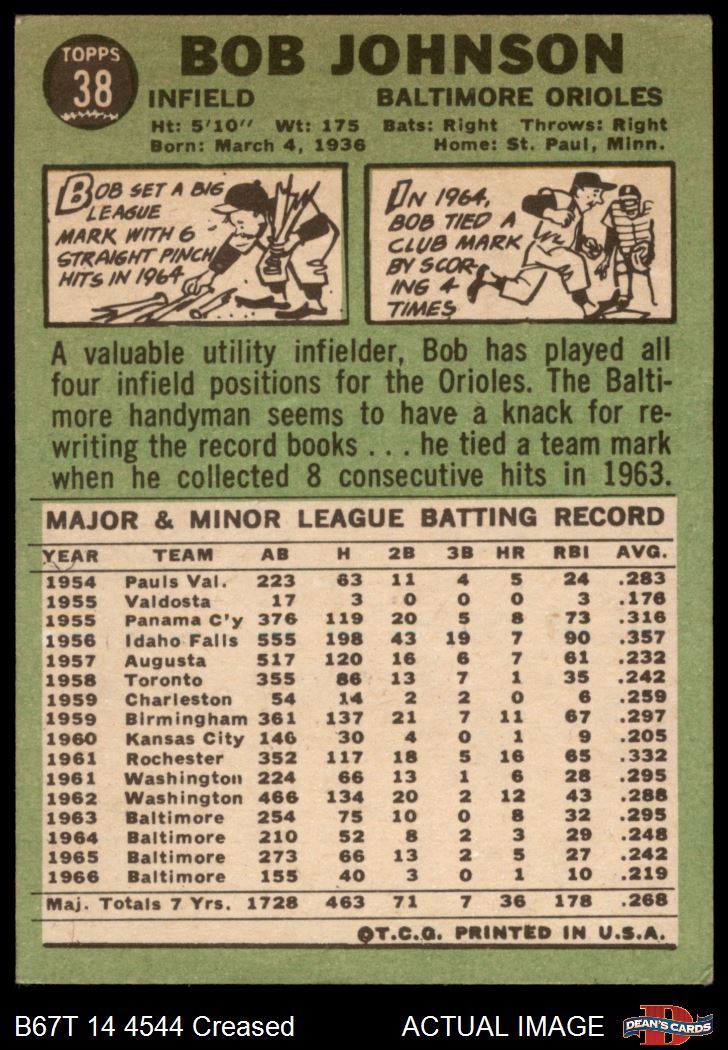 TOPPS
38
BOB JOHNSON
INFIELD BALTIMORE ORIOLES
Ht: 5'10" Wt: 175 Bats: Right Throws: Right
Born: March 4, 1936 Home: St. Paul, Minn.
BOB SET A BIG
LEAGUE
MARK WITH 6
STRAIGHT PINCH
HITS IN 1964
IN 1964,
BOB TIED A
CLUB MARK
BY SCOR-
ING 4
TIMES
A valuable utility infielder, Bob has played all
four infield positions for the Orioles. The Balti-
more handyman seems to have a knack for re-
writing the record books . . . he tied a team mark
when he collected 8 consecutive hits in 1963.
MAJOR & MINOR LEAGUE BATTING RECORD
YEAR TEAM AB H 2B 3B HR RBI AVG.
1954 Pauls Val. 223 63 11 4 5 24 .283
1955 Valdosta 17 3 0 0 0 3 .176
1955 Panama C'y 376 119 20 5 8 73 .316
1956 Idaho Falls 555 198 43 19 7 90 .357
1957 Augusta 517 120 16 6 7 61 .232
1958 Toronto 355 86 13 7 1 35 .242
1959 Charleston 54 14 2 2 0 6 .259
1959 Birmingham 361 137 21 7 11 67 .297
1960 Kansas City 146 30 4 0 1 9 .205
1961 Rochester 352 117 18 5 16 65 .332
1961 Washington 224 66 13 1 6 28 .295
1962 Washington 466 134 20 2 12 43 .288
1963 Baltimore 254 75 10 0 8 32 .295
1964 Baltimore 210 52 8 2 3 29 .248
1965 Baltimore 273 66 13 2 5 27 .242
1966 Baltimore 155 40 3 0 1 10 .219
Maj. Totals 7 Yrs. 1728 463 71 7 36 178 .268
©T.C.G. PRINTED IN U.S.A.
B67T 14 4544 Creased ACTUAL IMAGE
D
DEAN'S CARDS